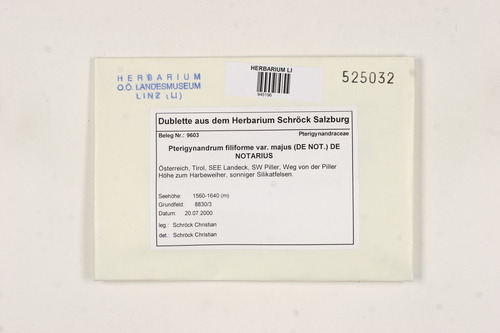 HERBARIUM
O.Ö. LANDESMUSEUM
LINZ (LI)
HERBARIUM LI
525032
Dublette aus dem Herbarium Schröck Salzburg
Beleg Nr.: 9603 Pterigynandraceae
Pterigynandrum filiforme var. majus (DE NOT.) DE
NOTARIUS
Österreich, Tirol, SEE Landeck, SW Piller, Weg von der Piller
Höhe zum Harbeweiher, sonniger Silikatfelsen.
Seehöhe: 1560-1640 (m)
Grundfeld: 8830/3
Datum: 20.07.2000
leg.: Schröck Christian
det.: Schröck Christian